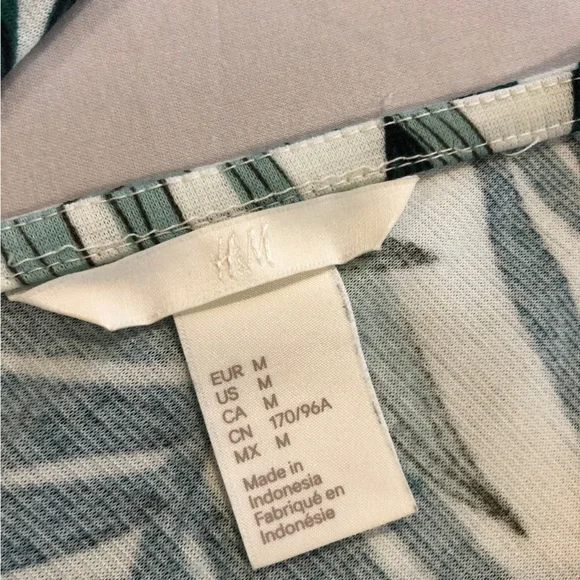 H&M
EUR M
US M
CA M
CN 170/96A
MX M
Made in
Indonesia
Fabriqué en
Indonésie